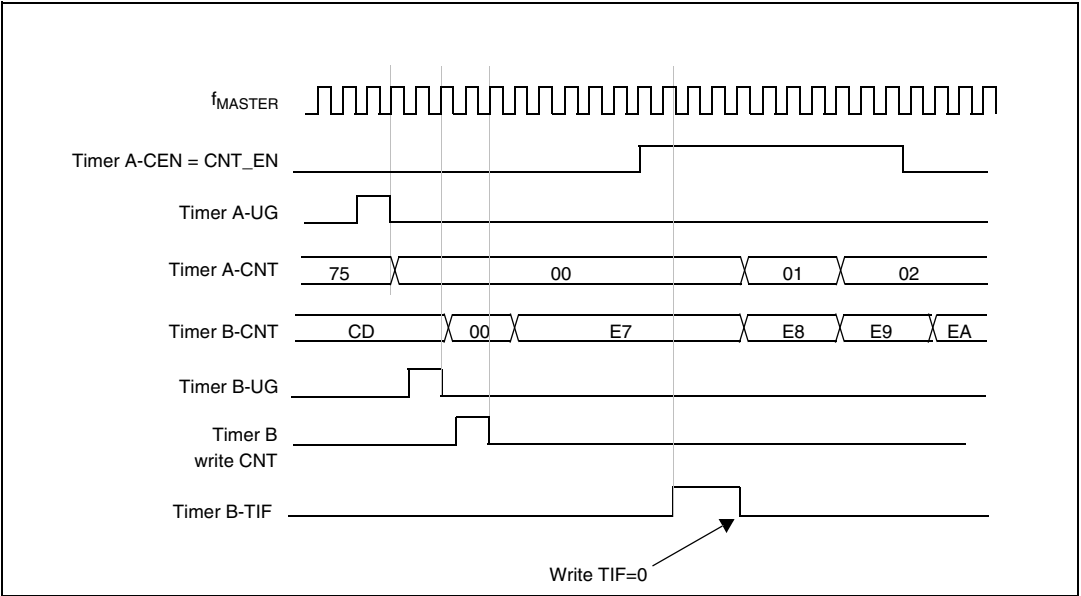 fMASTER
Timer A-CEN = CNT_EN
Timer A-UG
Timer A-CNT 75 00 01 02
Timer B-CNT CD 00 E7 E8 E9 EA
Timer B-UG
Timer B
write CNT
Timer B-TIF
Write TIF=0